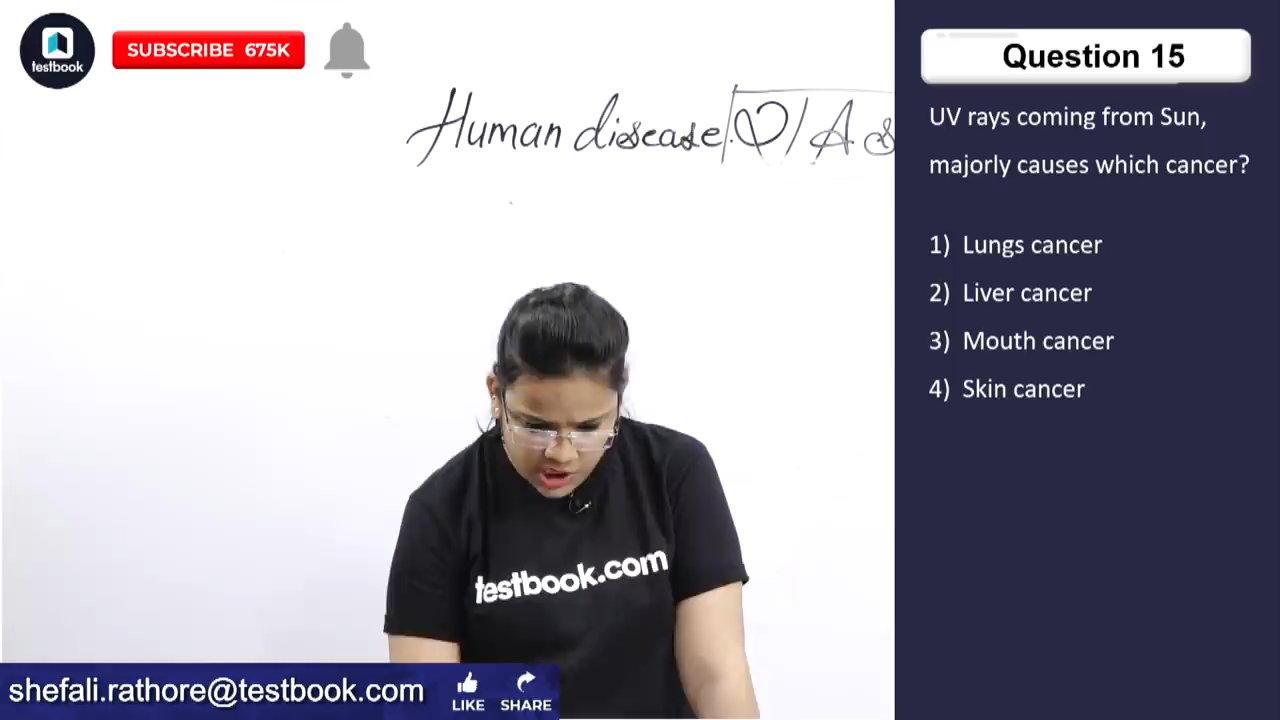 testbook
SUBSCRIBE 675K
Human disease
Question 15
UV rays coming from Sun,
majorly causes which cancer?
1) Lungs cancer
2) Liver cancer
3) Mouth cancer
4) Skin cancer
testbook.com
shefali.rathore@testbook.com
LIKE
SHARE